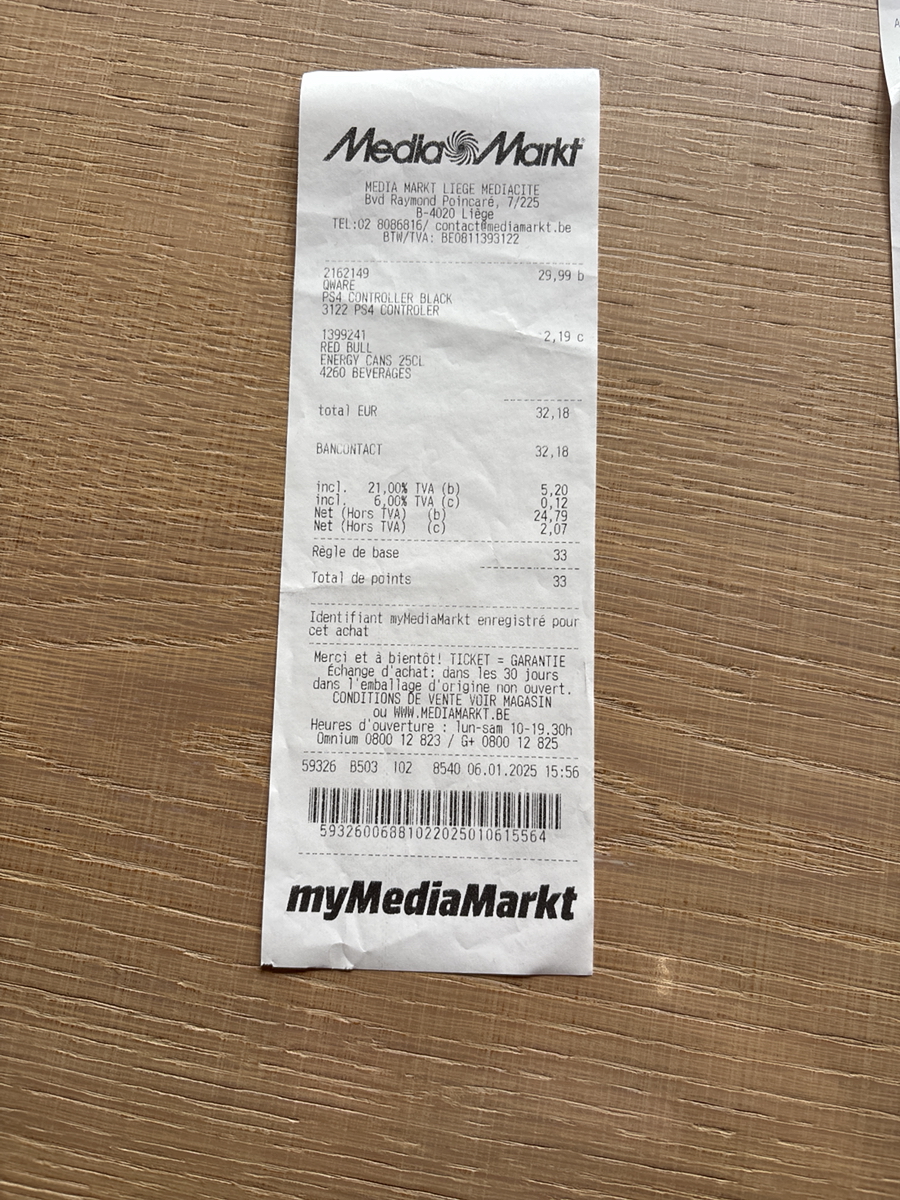 Media Markt
MEDIA MARKT LIEGE MEDIACITE
Bvd Raymond Poincaré, 7/225
B-4020 Liège
TEL:02 8086816/ contact@mediamarkt.be
BTW/TVA: BE0811393122
2162149 29,99 b
QWARE
PS4 CONTROLLER BLACK
3122 PS4 CONTROLER
1399241 2,19 c
RED BULL
ENERGY CANS 25CL
4260 BEVERAGES
total EUR 32,18
BANCONTACT 32,18
incl. 21,00% TVA (b) 5,20
incl. 6,00% TVA (c) 0,12
Net (Hors TVA) (b) 24,79
Net (Hors TVA) (c) 2,07
Règle de base 33
Total de points 33
Identifiant myMediaMarkt enregistré pour
cet achat
Merci et à bientôt! TICKET = GARANTIE
Échange d'achat: dans les 30 jours
dans l'emballage d'origine non ouvert.
CONDITIONS DE VENTE VOIR MAGASIN
ou WWW.MEDIAMARKT.BE
Heures d'ouverture : lun-sam 10-19.30h
Omnium 0800 12 823 / G+ 0800 12 825
59326 B503 102 8540 06.01.2025 15:56
5932600688102202501061556​4
myMediaMarkt